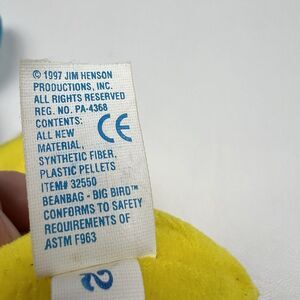 © 1997 JIM HENSON
PRODUCTIONS, INC.
ALL RIGHTS RESERVED
REG. NO. PA-4368
CONTENTS:
ALL NEW
MATERIAL,
SYNTHETIC FIBER,
PLASTIC PELLETS
ITEM# 32550
BEANBAG - BIG BIRD™
CONFORMS TO SAFETY
REQUIREMENTS OF
ASTM F963
CE
2